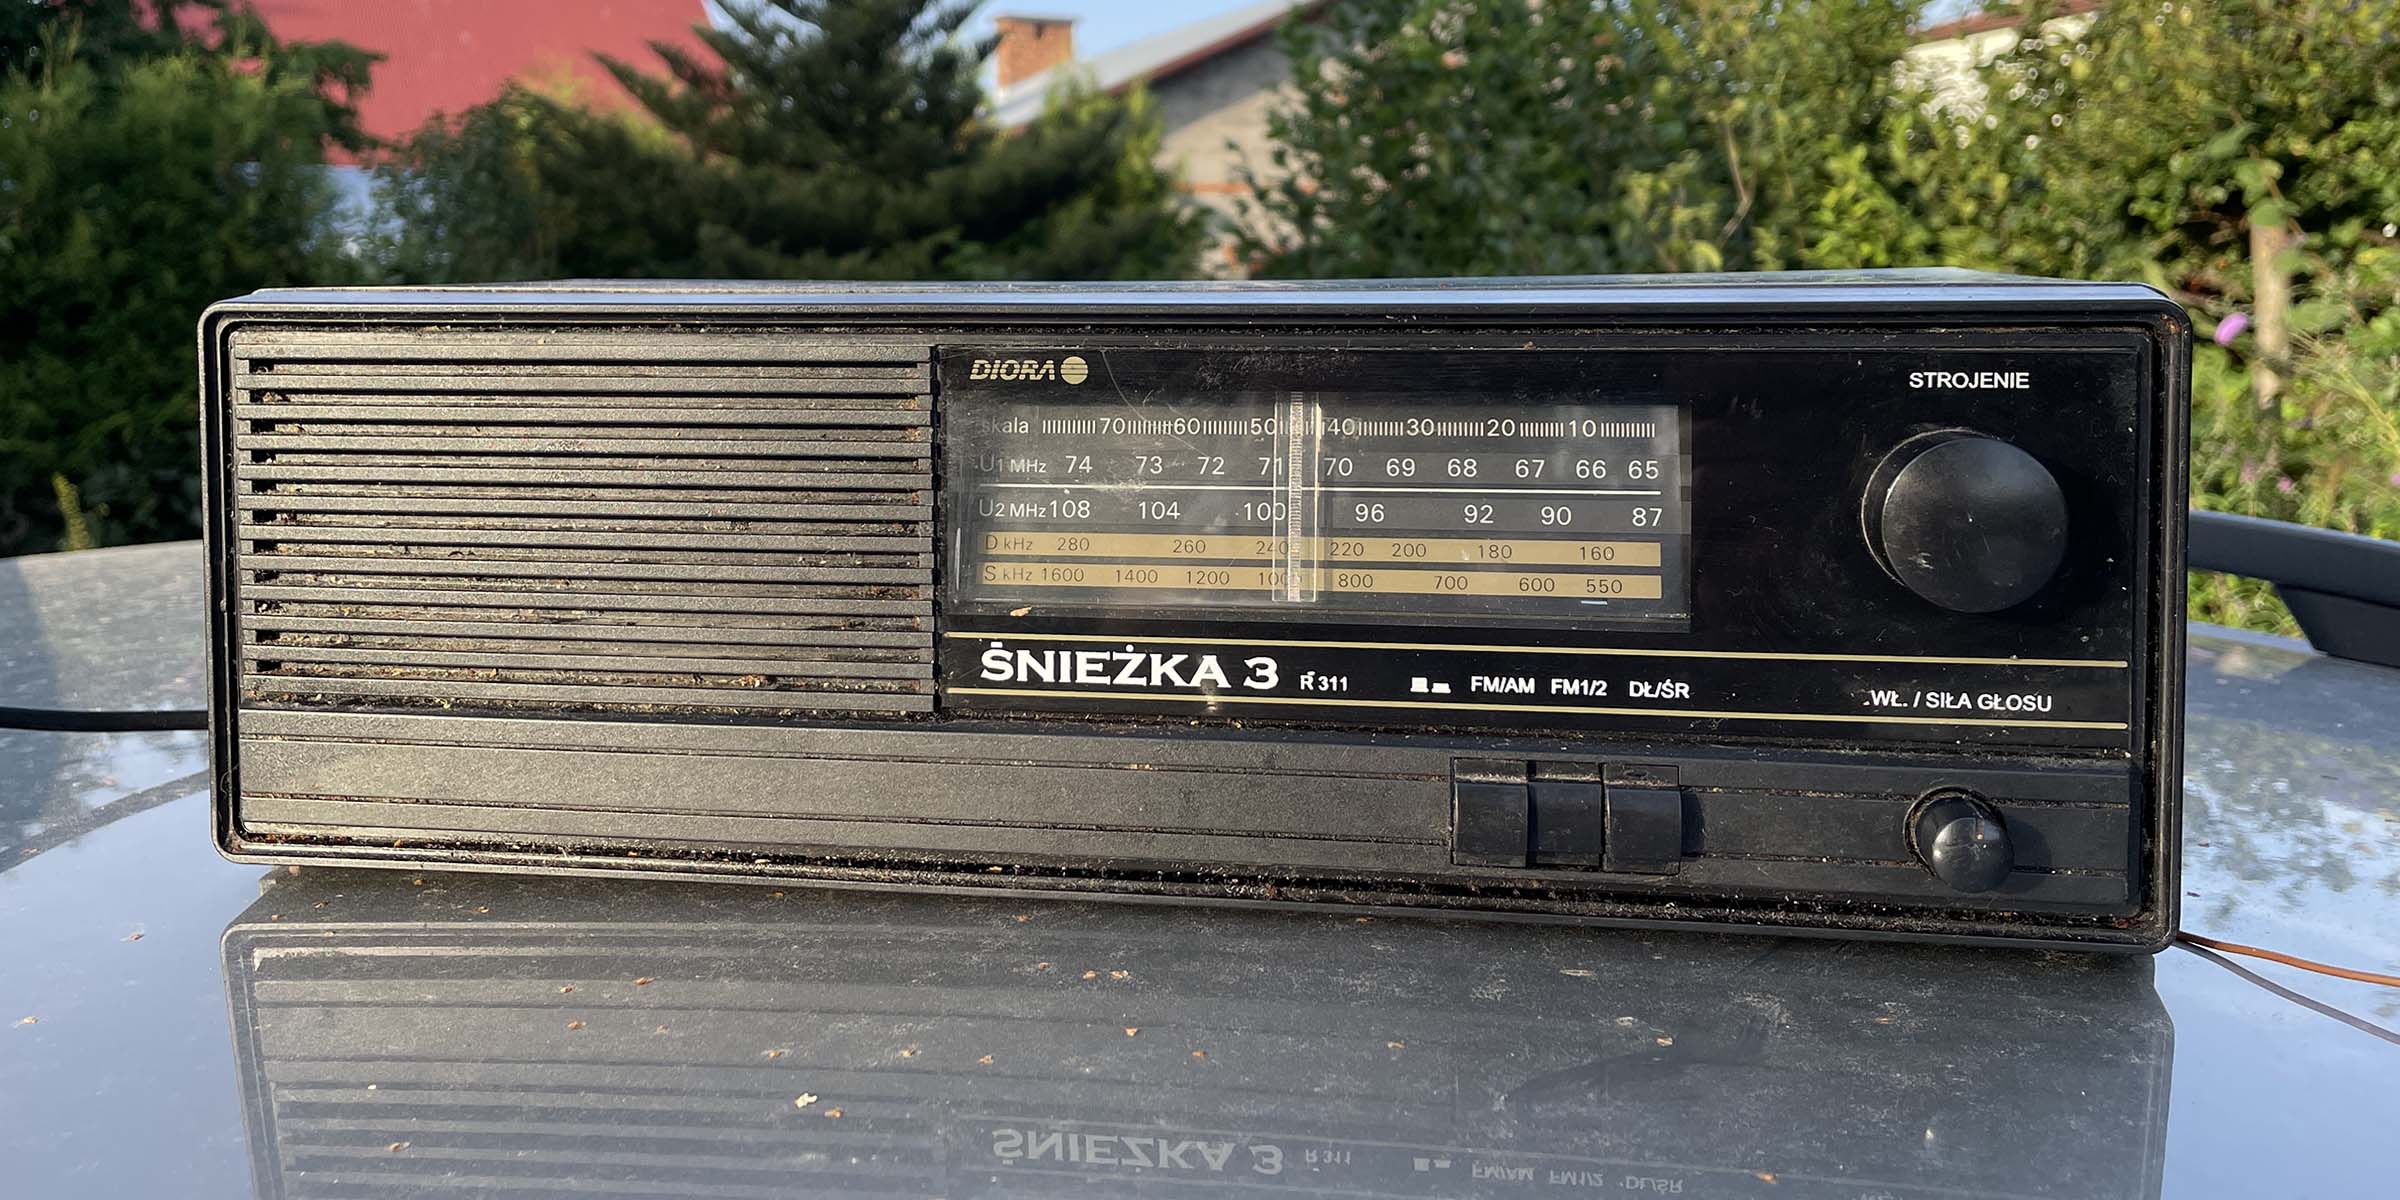 DIORA
STROJENIE
skala 70 60 50 40 30 20 10
U1 MHz 74 73 72 71 70 69 68 67 66 65
U2 MHz 108 104 100 96 92 90 87
D kHz 280 260 240 220 200 180 160
S kHz 1600 1400 1200 1000 800 700 600 550
ŚNIEŻKA 3 R 311 FM/AM FM1/2 DŁ/ŚR
WŁ. / SIŁA GŁOSU